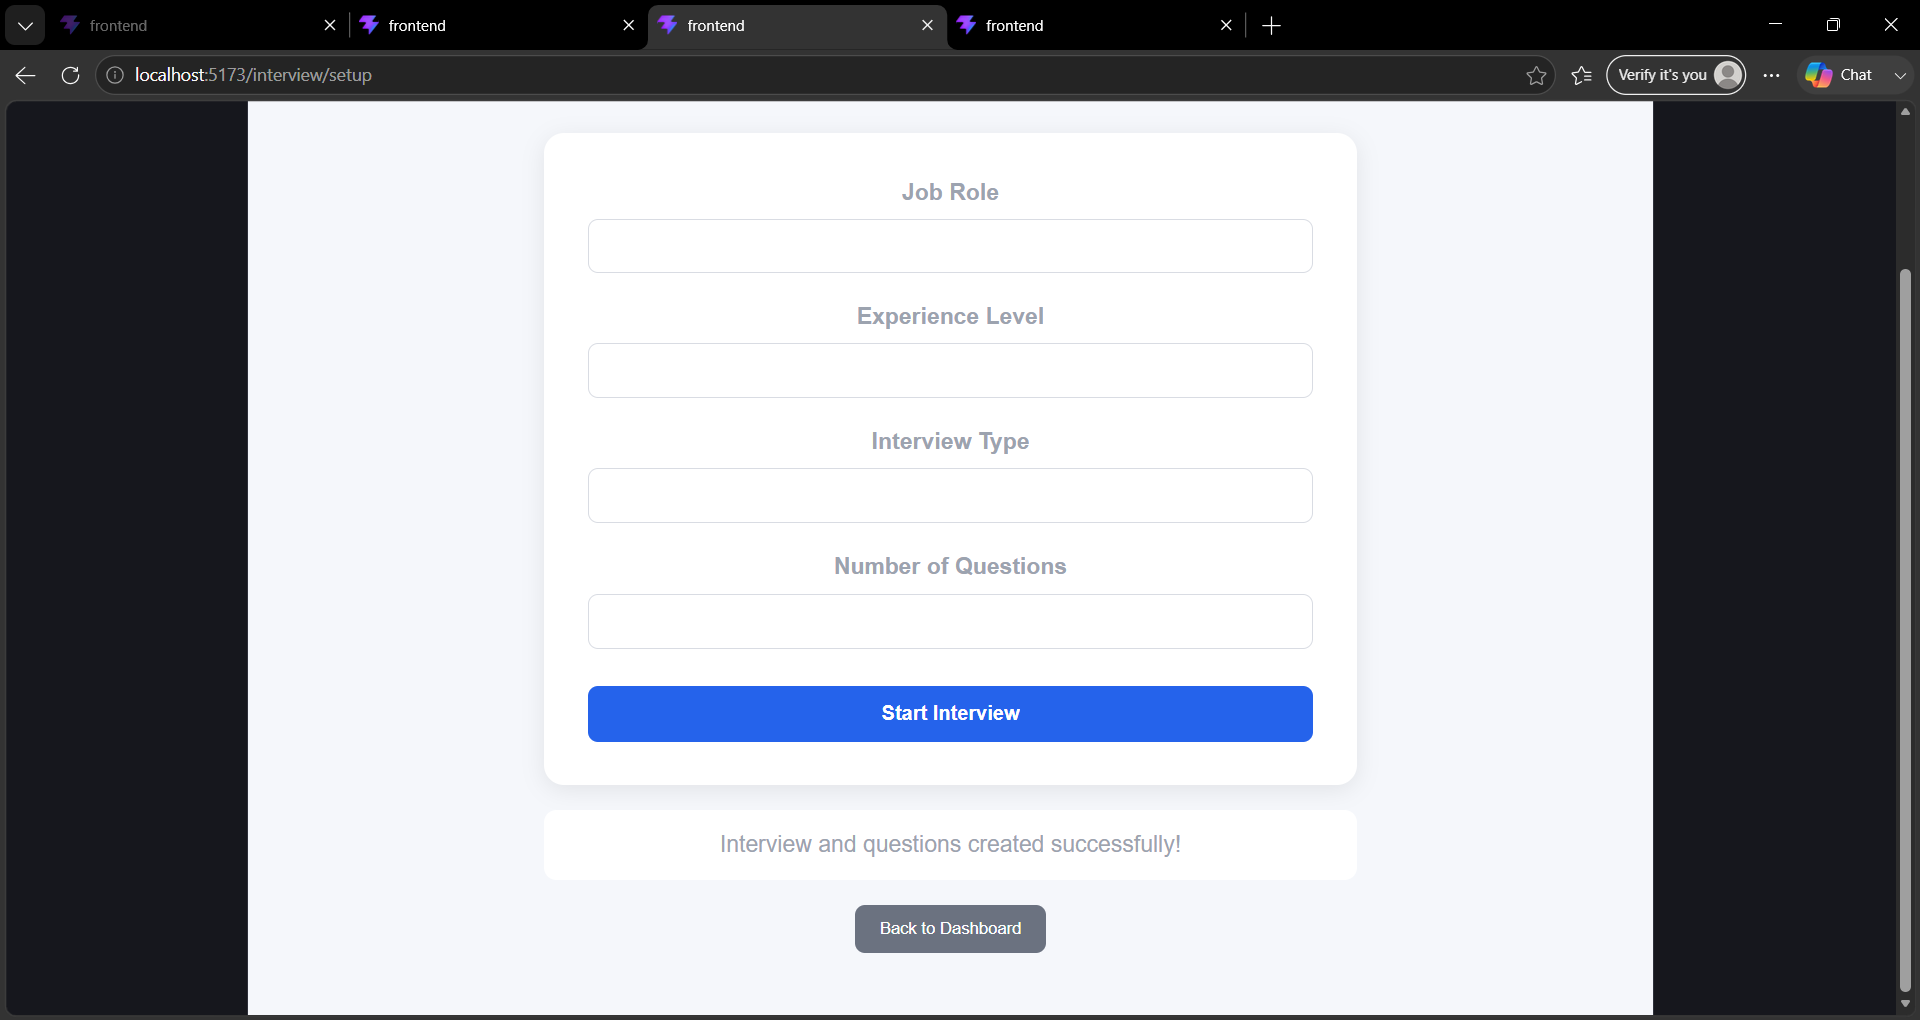 frontend
frontend
frontend
frontend
localhost:5173/interview/setup
Verify it's you
Chat
Job Role
Experience Level
Interview Type
Number of Questions
Start Interview
Interview and questions created successfully!
Back to Dashboard